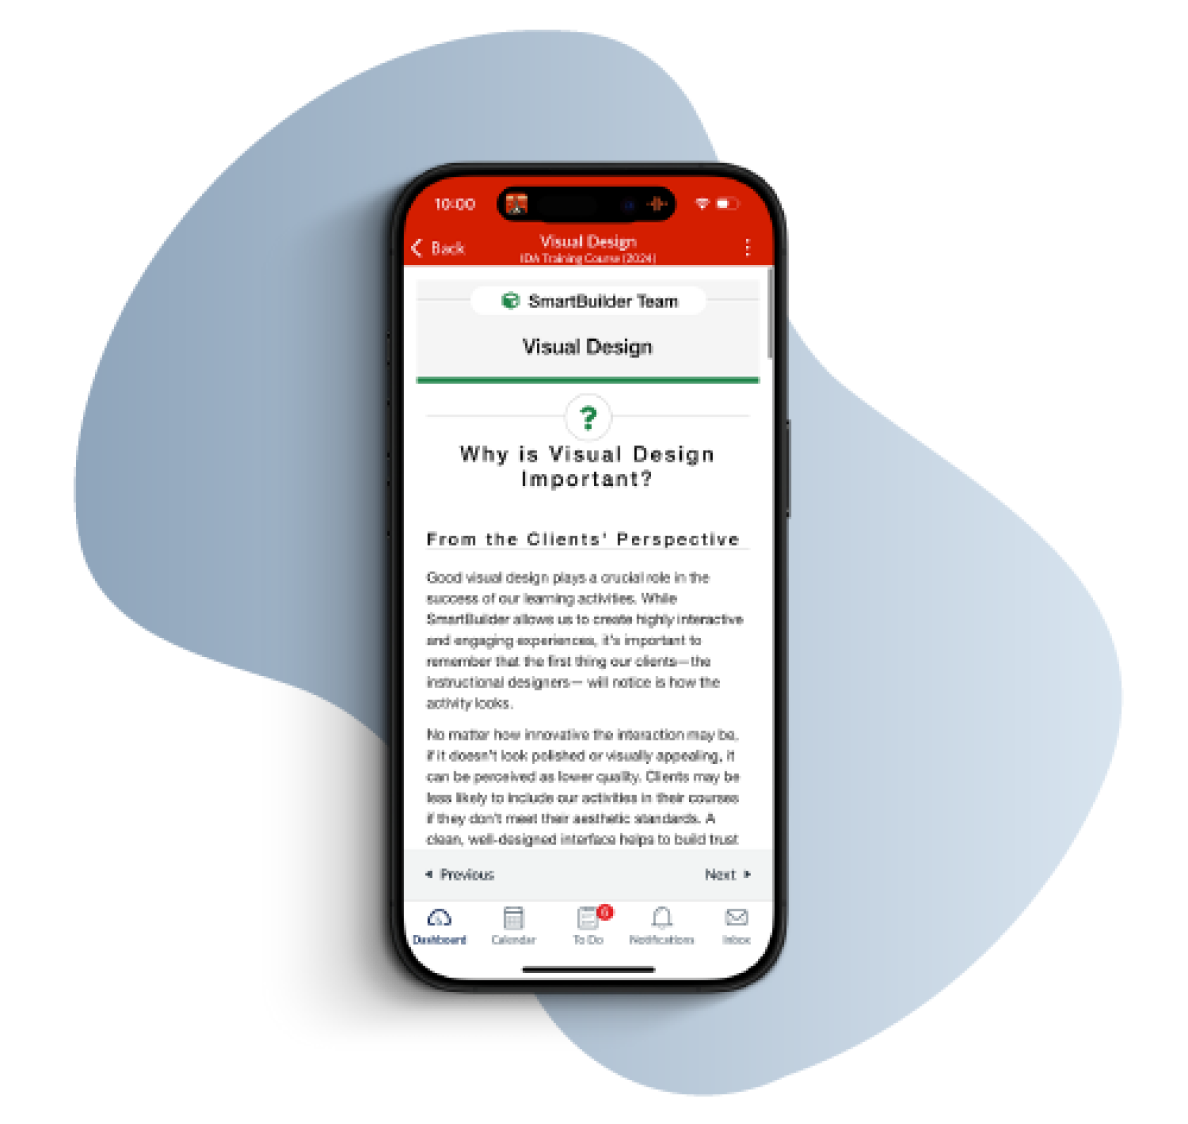 10:00
Back
Visual Design
IDA Training Course (2024)
SmartBuilder Team
Visual Design
?
Why is Visual Design
Important?
From the Clients' Perspective
Good visual design plays a crucial role in the
success of our learning activities. While
SmartBuilder allows us to create highly interactive
and engaging experiences, it's important to
remember that the first thing our clients—the
instructional designers— will notice is how the
activity looks.
No matter how innovative the interaction may be,
if it doesn't look polished or visually appealing, it
can be perceived as lower quality. Clients may be
less likely to include our activities in their courses
if they don't meet their aesthetic standards. A
clean, well-designed interface helps to build trust
Previous
Next
6
Dashboard
Calendar
To Do
Notifications
Inbox